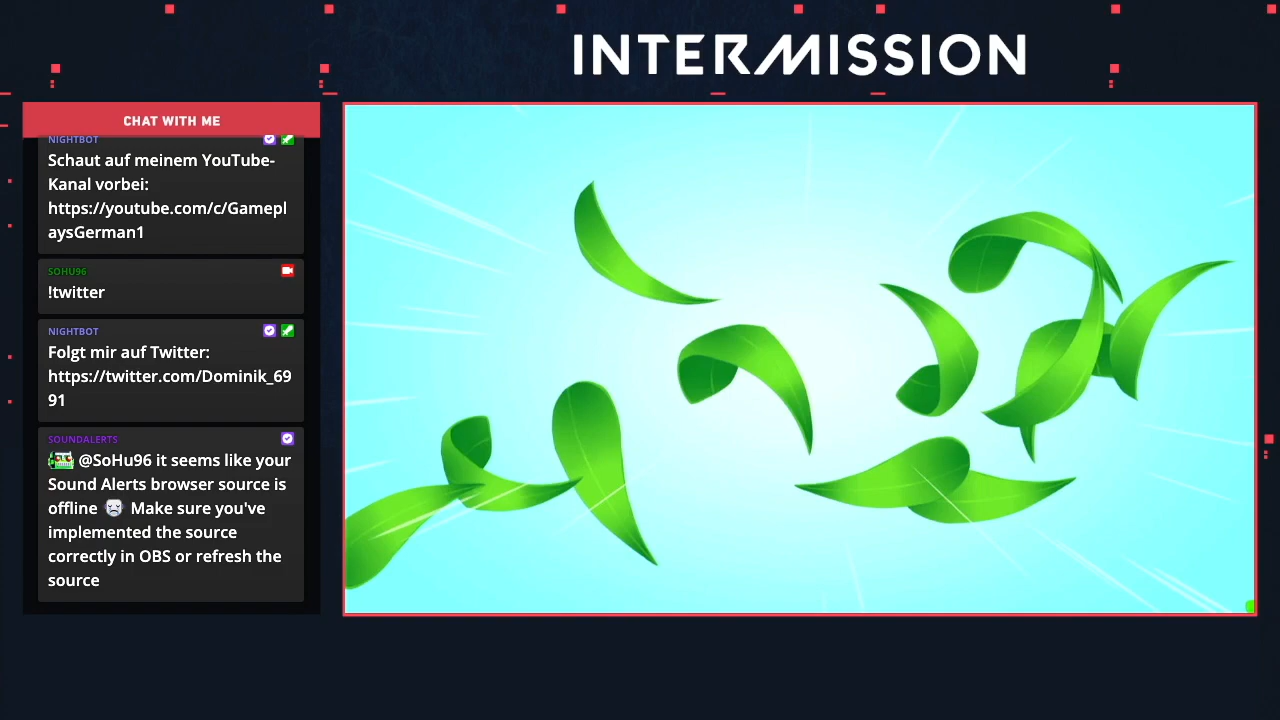 INTERMISSION
CHAT WITH ME
NIGHTBOT
Schaut auf meinem YouTube-
Kanal vorbei:
https://youtube.com/c/Gamepl
aysGerman1
SOHU96
!twitter
NIGHTBOT
Folgt mir auf Twitter:
https://twitter.com/Dominik_69
91
SOUNDALERTS
@SoHu96 it seems like your
Sound Alerts browser source is
offline Make sure you've
implemented the source
correctly in OBS or refresh the
source